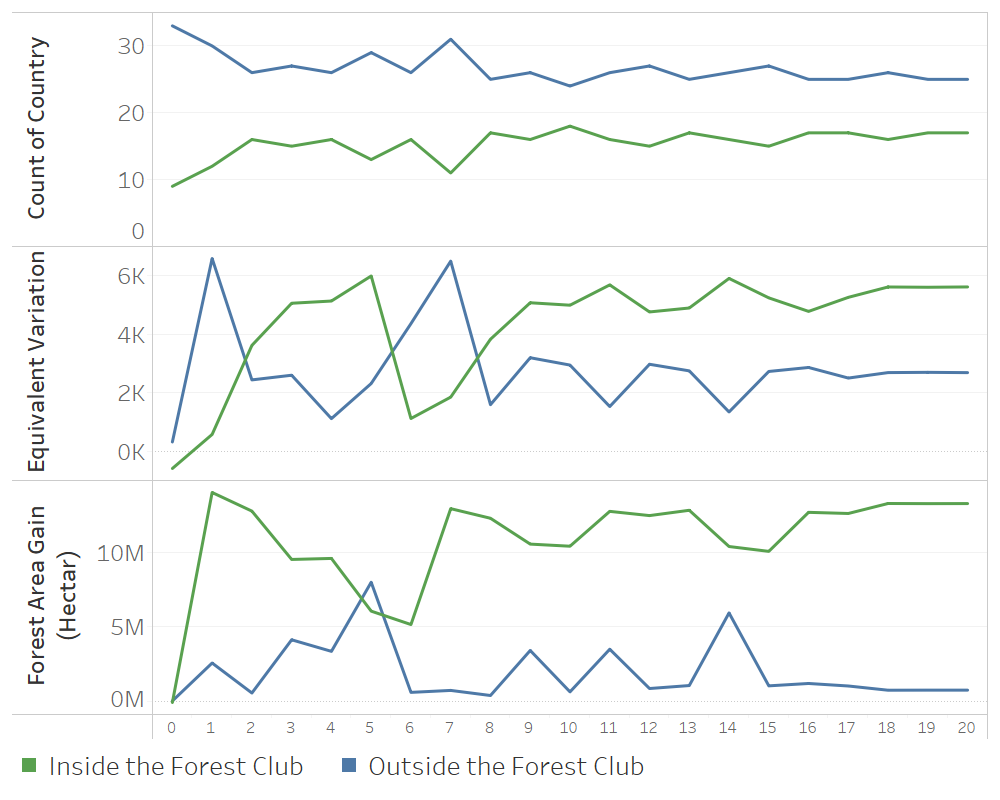 Count of Country
30
20
10
0
Equivalent Variation
6K
4K
2K
0K
Forest Area Gain
(Hectar)
10M
5M
0M
0 1 2 3 4 5 6 7 8 9 10 11 12 13 14 15 16 17 18 19 20
Inside the Forest Club Outside the Forest Club